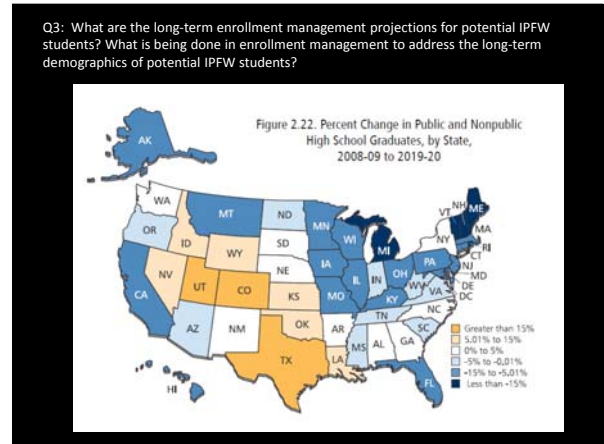 Q3: What are the long-term enrollment management projections for potential IPFW
students? What is being done in enrollment management to address the long-term
demographics of potential IPFW students?
Figure 2.22. Percent Change in Public and Nonpublic
High School Graduates, by State,
2008-09 to 2019-20
AK
WA
MT
ND
MN
VT
NH
ME
OR
ID
WY
SD
WI
MI
NY
MA
RI
CT
NV
UT
CO
NE
IA
IL
IN
OH
PA
NJ
MD
DE
DC
CA
KS
MO
KY
WV
VA
AZ
NM
OK
AR
TN
NC
SC
TX
LA
MS
AL
GA
FL
HI
Greater than 15%
5.01% to 15%
0% to 5%
-5% to -0.01%
-15% to -5.01%
Less than -15%